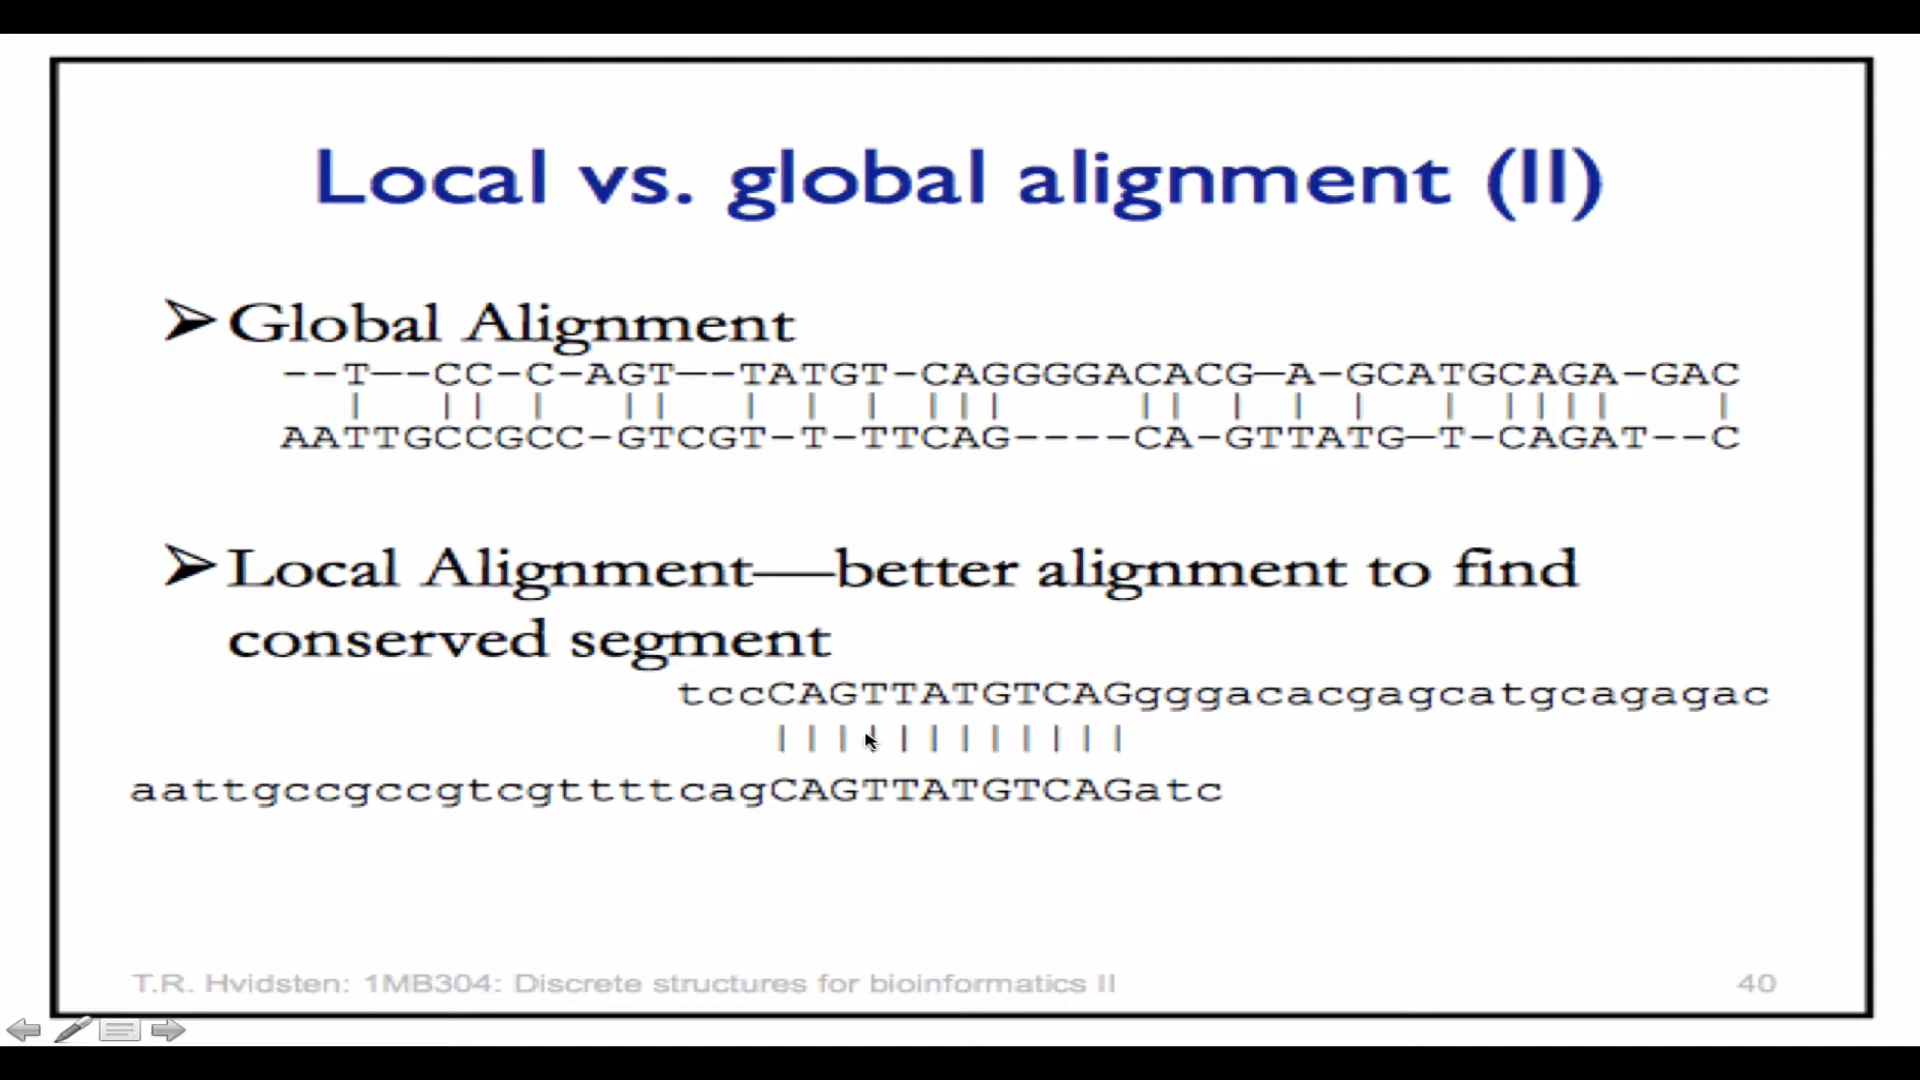 Local vs. global alignment (II)
➢Global Alignment
--T—--CC-C-AGT—--TATGT-CAGGGGACACG—A-GCATGCAGA-GAC
| || | || | | | ||| || | | | | |||| |
AATTGCCGCC-GTCGT-T-TTCAG----CA-GTTATG—T-CAGAT--C
➢Local Alignment—better alignment to find
conserved segment
tccCAGTTATGTCAGgggacacgagcatgcagagac
||||||||||||
aattgccgccgtcgttttcagCAGTTATGTCAGatc
T.R. Hvidsten: 1MB304: Discrete structures for bioinformatics II 40